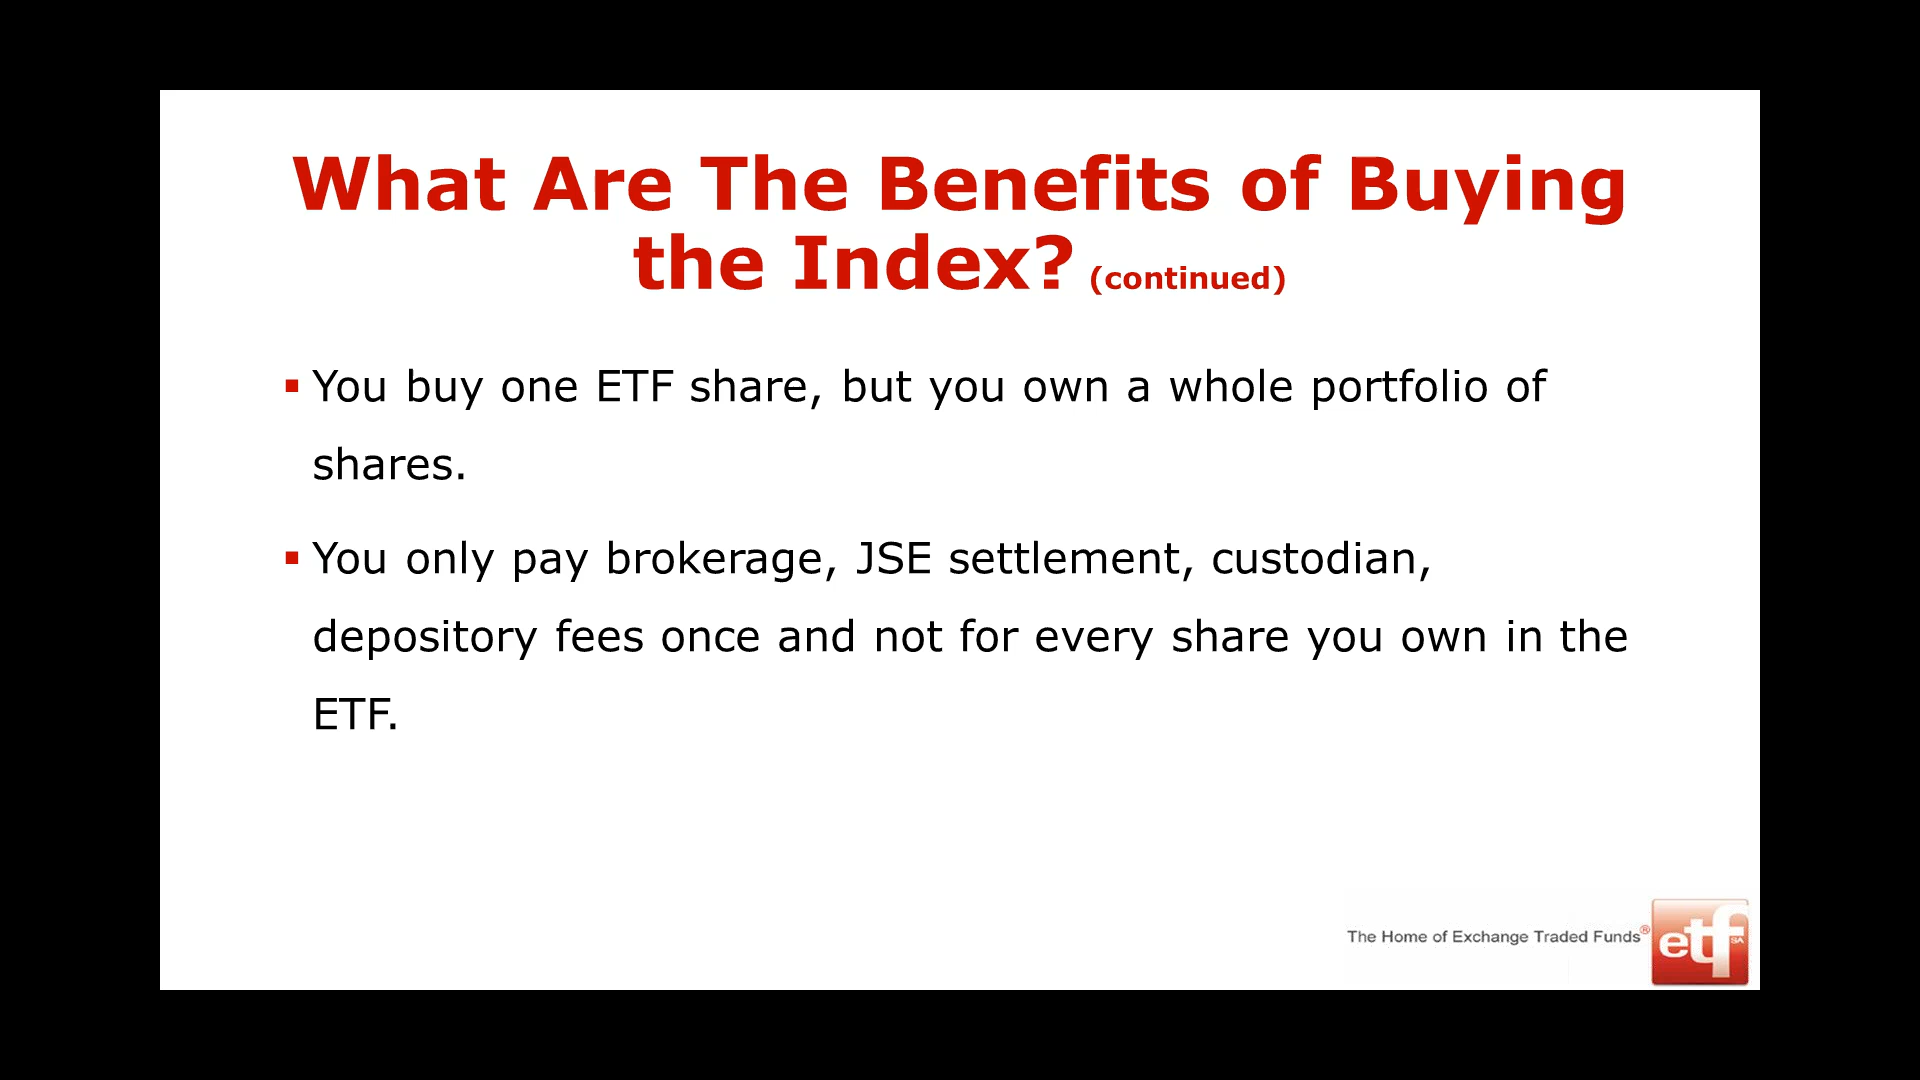 What Are The Benefits of Buying
the Index? (continued)
▪ You buy one ETF share, but you own a whole portfolio of
shares.
▪ You only pay brokerage, JSE settlement, custodian,
depository fees once and not for every share you own in the
ETF.
The Home of Exchange Traded Funds®
etfSA